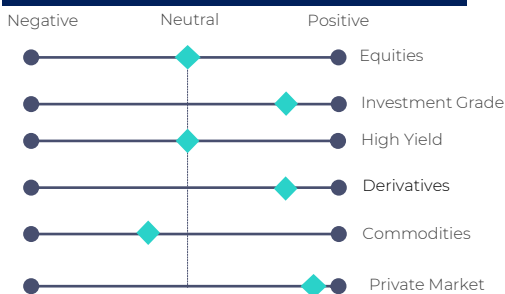 Negative Neutral Positive
Equities
Investment Grade
High Yield
Derivatives
Commodities
Private Market